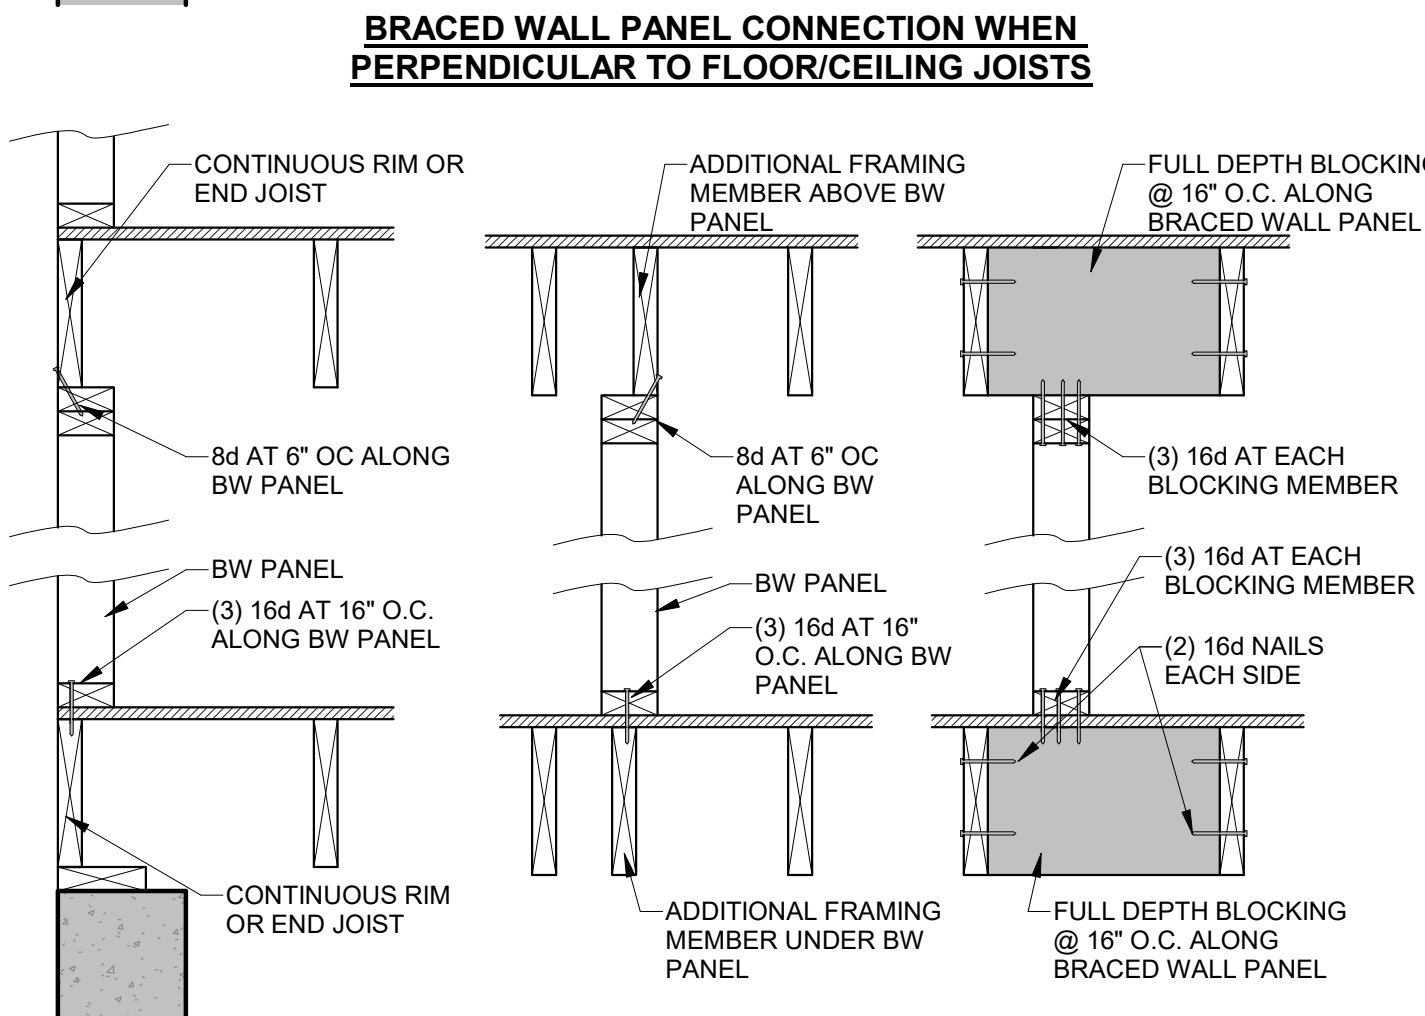 BRACED WALL PANEL CONNECTION WHEN
PERPENDICULAR TO FLOOR/CEILING JOISTS
CONTINUOUS RIM OR
END JOIST
ADDITIONAL FRAMING
MEMBER ABOVE BW
PANEL
FULL DEPTH BLOCKING
@ 16" O.C. ALONG
BRACED WALL PANEL
8d AT 6" OC ALONG
BW PANEL
8d AT 6" OC
ALONG BW
PANEL
(3) 16d AT EACH
BLOCKING MEMBER
BW PANEL
(3) 16d AT 16" O.C.
ALONG BW PANEL
BW PANEL
(3) 16d AT 16"
O.C. ALONG BW
PANEL
(3) 16d AT EACH
BLOCKING MEMBER
(2) 16d NAILS
EACH SIDE
CONTINUOUS RIM
OR END JOIST
ADDITIONAL FRAMING
MEMBER UNDER BW
PANEL
FULL DEPTH BLOCKING
@ 16" O.C. ALONG
BRACED WALL PANEL